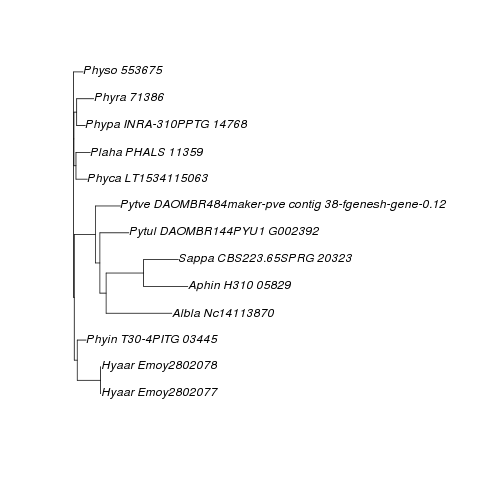 Physo 553675
Phyra 71386
Phypa INRA-310PPTG 14768
Plaha PHALS 11359
Phyca LT1534115063
Pytve DAOMBR484maker-pve contig 38-fgenesh-gene-0.12
Pytul DAOMBR144PYU1 G002392
Sappa CBS223.65SPRG 20323
Aphin H310 05829
Albla Nc14113870
Phyin T30-4PITG 03445
Hyaar Emoy2802078
Hyaar Emoy2802077